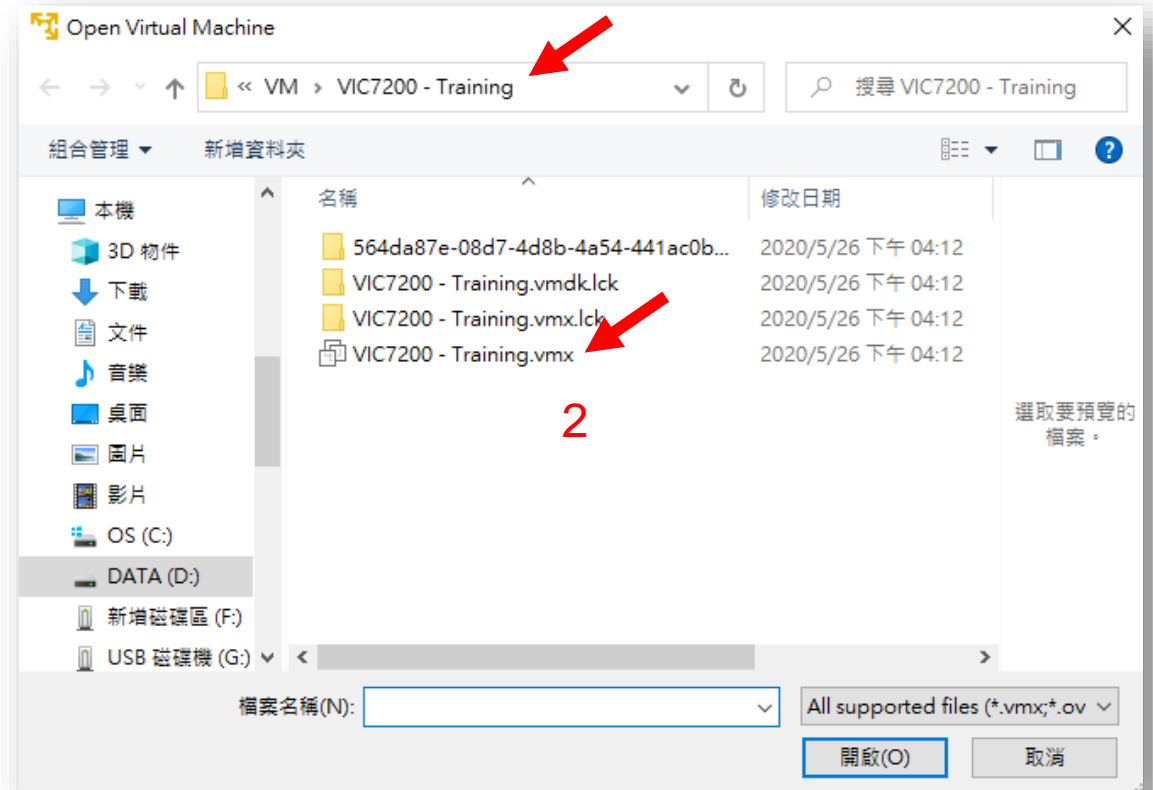 Open Virtual Machine
« VM › VIC7200 - Training
搜尋 VIC7200 - Training
組合管理 新增資料夾
名稱 修改日期
本機
3D 物件
下載
文件
音樂
桌面
圖片
影片
OS (C:)
DATA (D:)
新增磁碟區 (F:)
USB 磁碟機 (G:)
564da87e-08d7-4d8b-4a54-441ac0b... 2020/5/26 下午 04:12
VIC7200 - Training.vmdk.lck 2020/5/26 下午 04:12
VIC7200 - Training.vmx.lck 2020/5/26 下午 04:12
VIC7200 - Training.vmx 2020/5/26 下午 04:12
2
選取要預覽的
檔案。
檔案名稱(N):
All supported files (*.vmx;*.ov
開啟(O) 取消